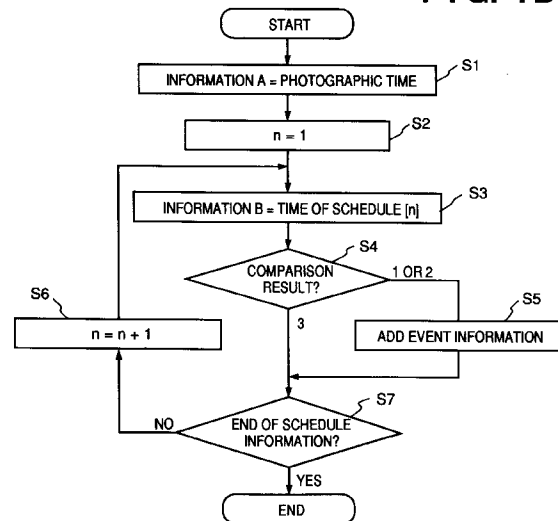 START
S1
INFORMATION A = PHOTOGRAPHIC TIME
S2
n = 1
S3
INFORMATION B = TIME OF SCHEDULE [n]
S4
COMPARISON
RESULT?
1 OR 2
S5
ADD EVENT INFORMATION
3
S6
n = n + 1
S7
END OF SCHEDULE
INFORMATION?
NO
YES
END